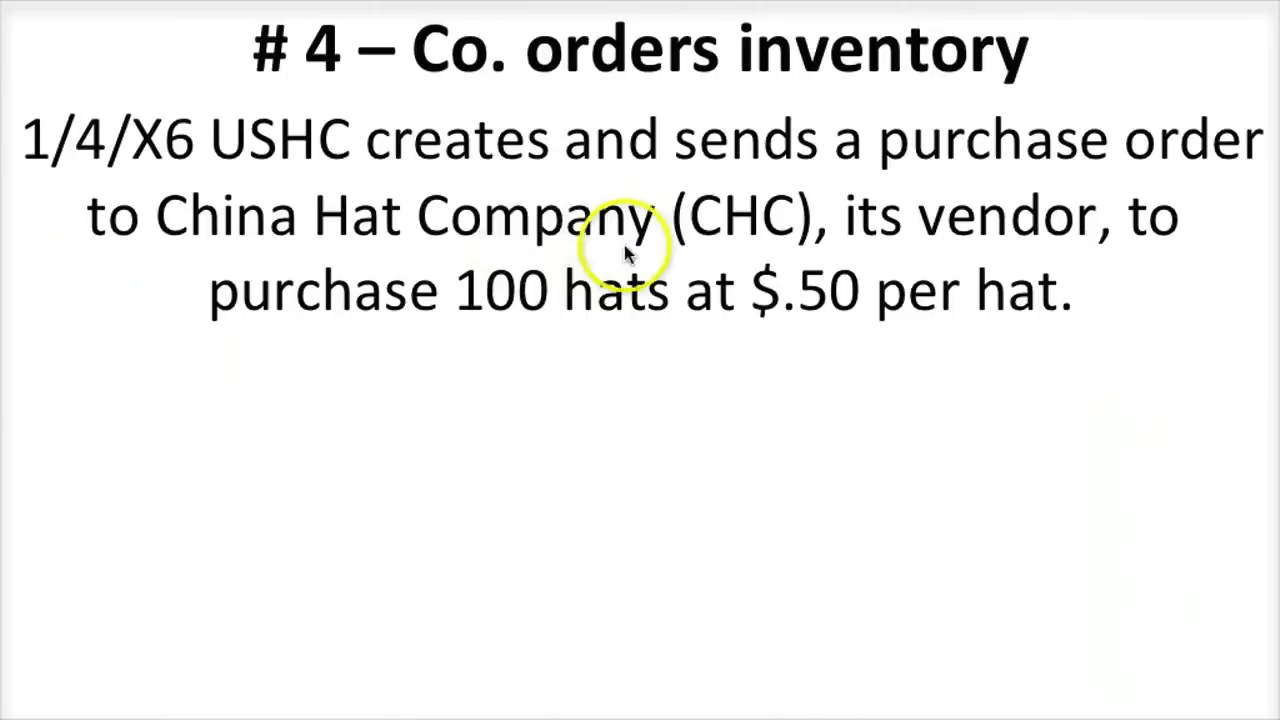 # 4 – Co. orders inventory
1/4/X6 USHC creates and sends a purchase order
to China Hat Company (CHC), its vendor, to
purchase 100 hats at $.50 per hat.